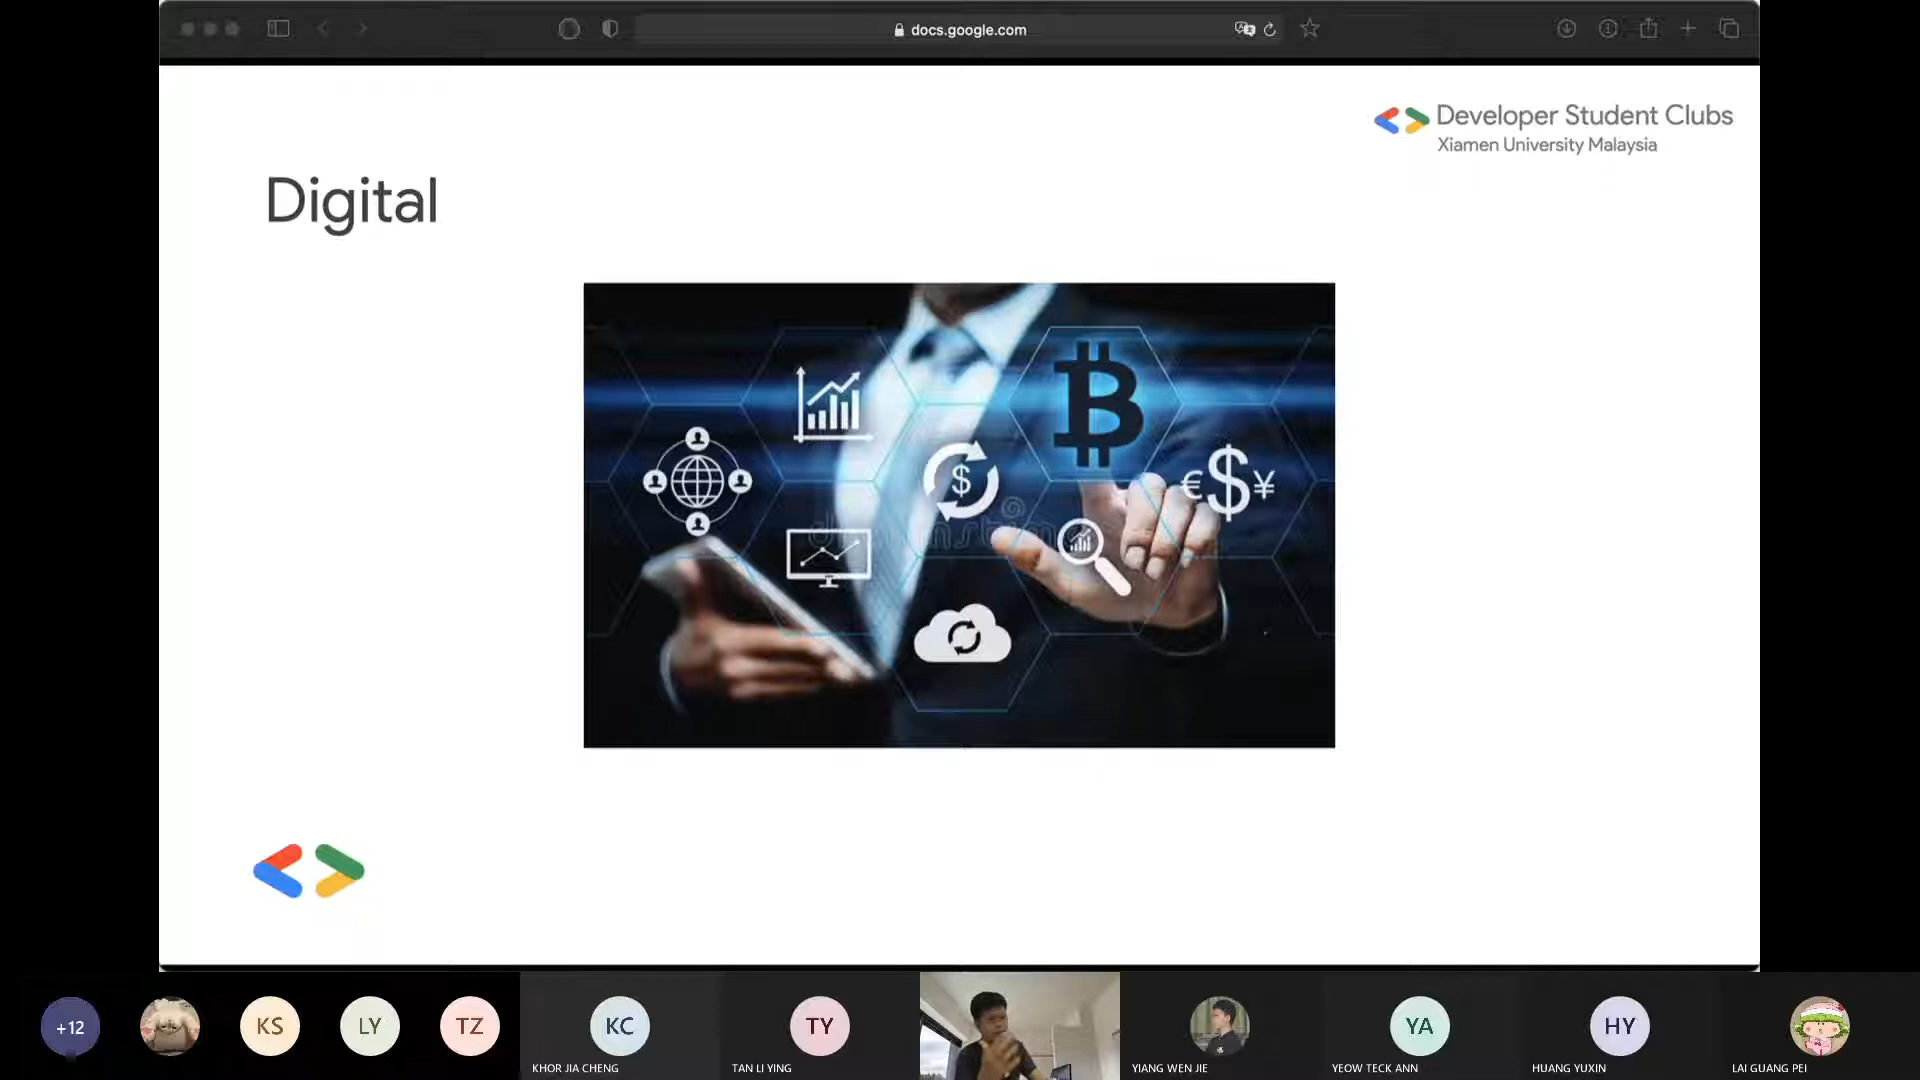 docs.google.com
Developer Student Clubs
Xiamen University Malaysia
Digital
$
€$¥
+12
KS
LY
TZ
KC
TY
YA
HY
KHOR JIA CHENG
TAN LI YING
YIANG WEN JIE
YEOW TECK ANN
HUANG YUXIN
LAI GUANG PEI